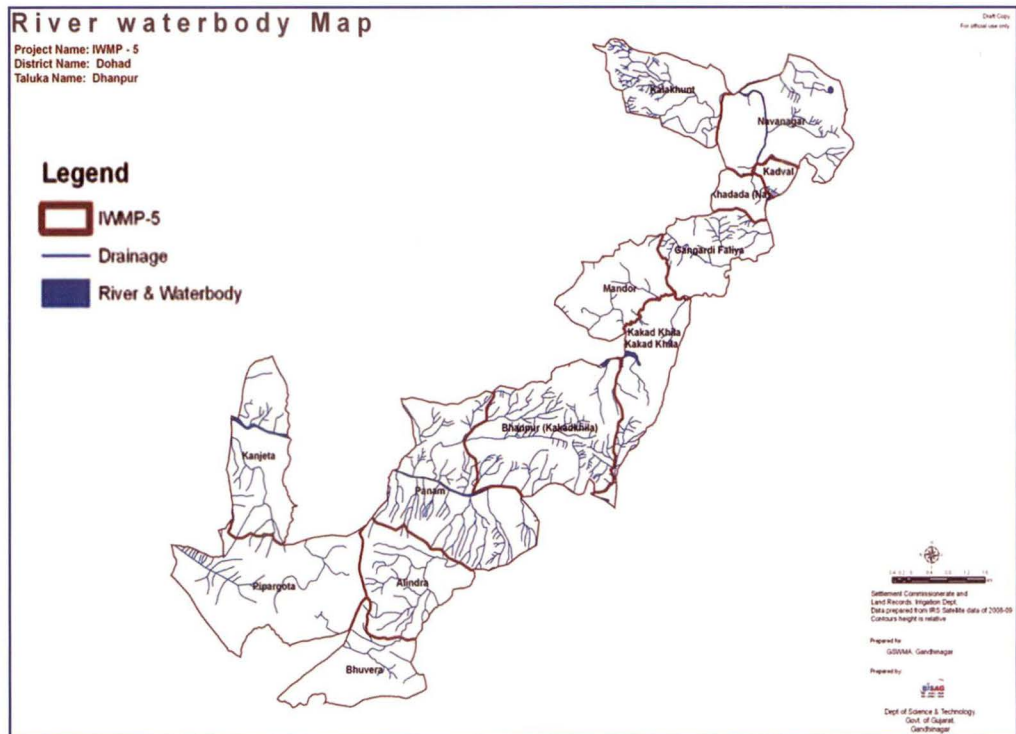 River waterbody Map
Project Name: IWMP - 5
District Name: Dohad
Taluka Name: Dhanpur
Draft Copy
For official use only
Legend
IWMP-5
Drainage
River & Waterbody
Kalakhunt
Navanagar
Kadval
Khadada (Na)
Gangardi Faliya
Mandor
Kakad Khila
Kakad Khila
Bhanpur (Kakadkhila)
Kanjeta
Panam
Pipargota
Alindra
Bhuvera
Settlement Commissionerate and
Land Records, Irrigation Dept.
Data prepared from IRS Satellite data of 2008-09
Contours height is relative
Prepared for
GSWMA, Gandhinagar
Prepared by
BISAG
Dept of Science & Technology
Govt. of Gujarat,
Gandhinagar